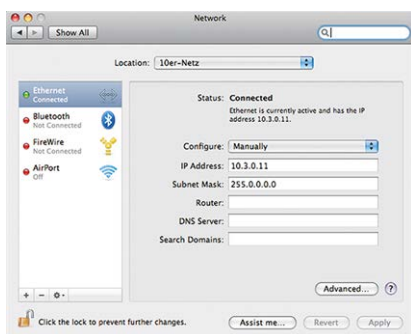 Network
Show All
Location: 10er-Netz
Ethernet
Connected
Bluetooth
Not Connected
FireWire
Not Connected
AirPort
Off
Status: Connected
Ethernet is currently active and has the IP
address 10.3.0.11.
Configure: Manually
IP Address: 10.3.0.11
Subnet Mask: 255.0.0.0
Router:
DNS Server:
Search Domains:
Advanced... ?
Click the lock to prevent further changes.
Assist me... Revert Apply